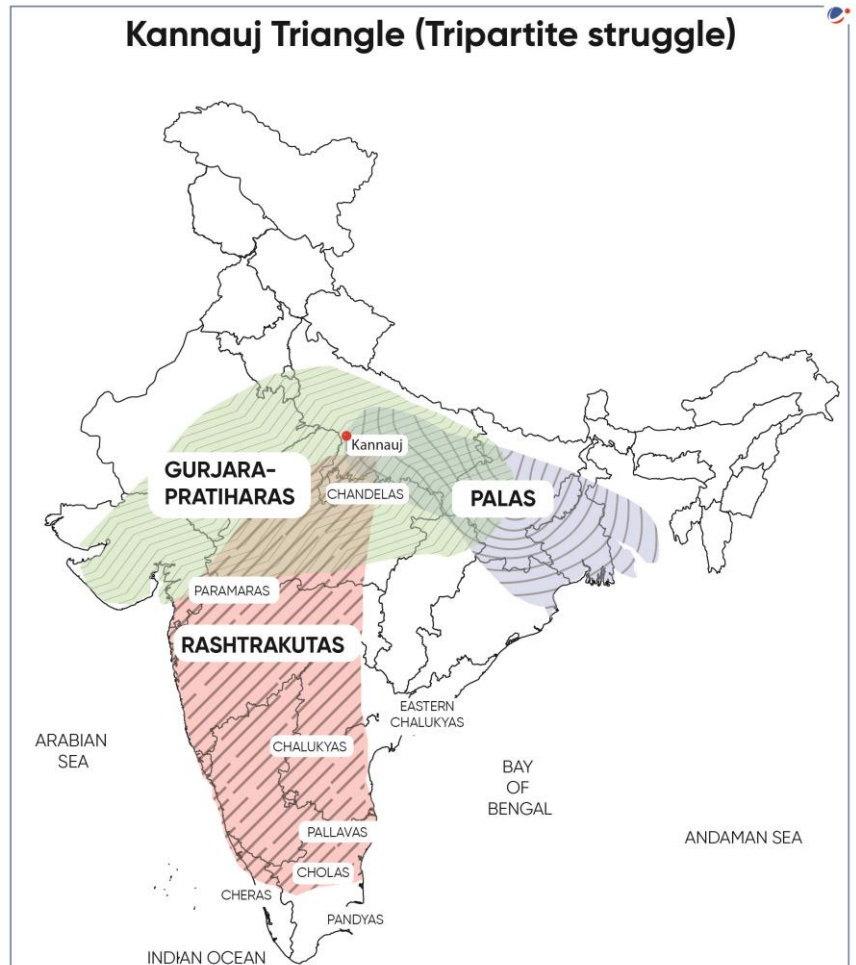 Kannauj Triangle (Tripartite struggle)
Kannauj
GURJARA-
PRATIHARAS
CHANDELAS
PALAS
PARAMARAS
RASHTRAKUTAS
EASTERN
CHALUKYAS
ARABIAN
SEA
CHALUKYAS
BAY
OF
BENGAL
PALLAVAS
ANDAMAN SEA
CHOLAS
CHERAS
PANDYAS
INDIAN OCEAN